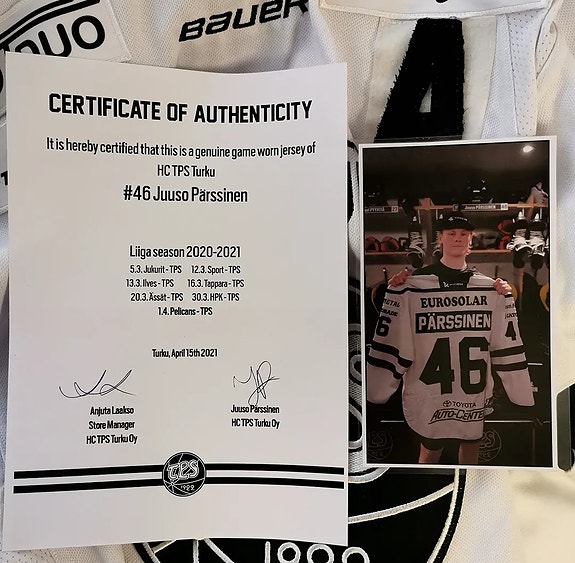 BAUER
CERTIFICATE OF AUTHENTICITY
It is hereby certified that this is a genuine game worn jersey of
HC TPS Turku
#46 Juuso Pärssinen
Liiga season 2020-2021
5.3. Jukurit - TPS 12.3. Sport - TPS
13.3. Ilves - TPS 16.3. Tappara - TPS
20.3. Ässät - TPS 30.3. HPK - TPS
1.4. Pelicans - TPS
Turku, April 15th 2021
Anjuta Laakso
Store Manager
HC TPS Turku Oy
Juuso Pärssinen
HC TPS Turku Oy
TPS
1922
4
EUROSOLAR
PÄRSSINEN
46
TOYOTA
AUTO-CENTER
1922